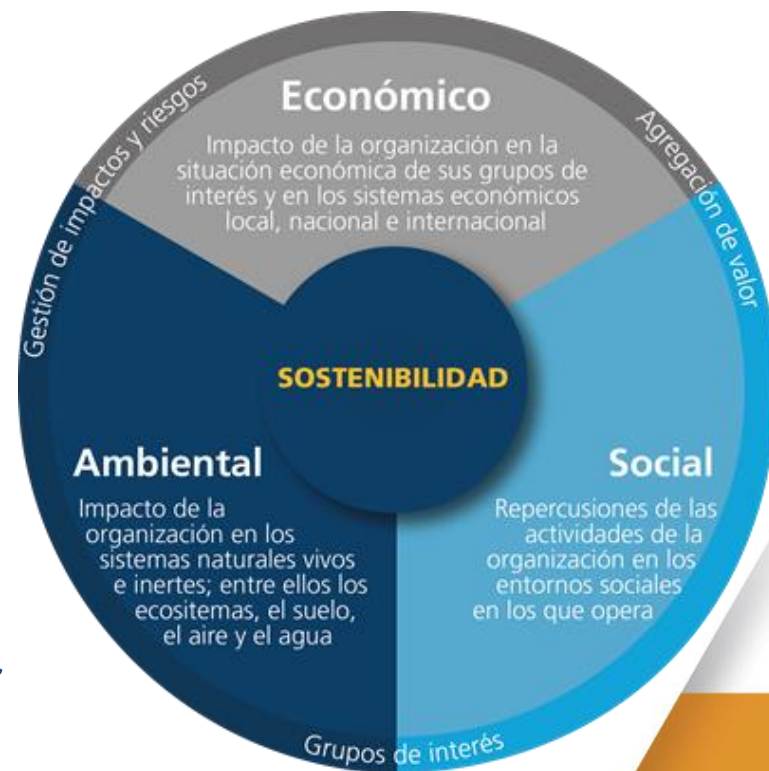 Económico
Impacto de la organización en la
situación económica de sus grupos de
interés y en los sistemas económicos
local, nacional e internacional
Gestión de impactos y riesgos
Agregación de valor
SOSTENIBILIDAD
Ambiental
Impacto de la
organización en los
sistemas naturales vivos
e inertes; entre ellos los
ecositemas, el suelo,
el aire y el agua
Social
Repercusiones de las
actividades de la
organización en los
entornos sociales
en los que opera
Grupos de interés